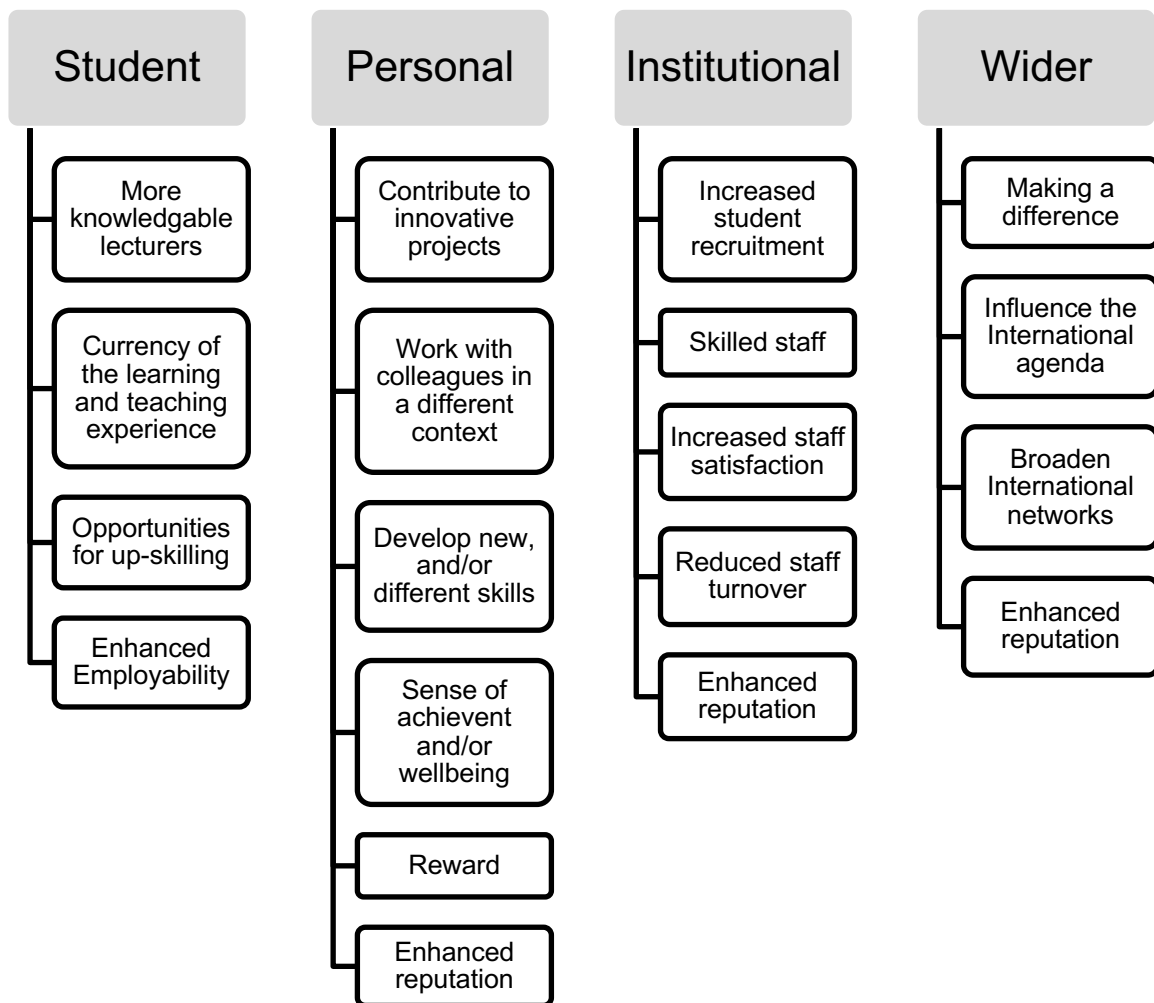 Student
More
knowledgable
lecturers
Currency of
the learning
and teaching
experience
Opportunities
for up-skilling
Enhanced
Employability
Personal
Contribute to
innovative
projects
Work with
colleagues in
a different
context
Develop new,
and/or
different skills
Sense of
achievent
and/or
wellbeing
Reward
Enhanced
reputation
Institutional
Increased
student
recruitment
Skilled staff
Increased staff
satisfaction
Reduced staff
turnover
Enhanced
reputation
Wider
Making a
difference
Influence the
International
agenda
Broaden
International
networks
Enhanced
reputation